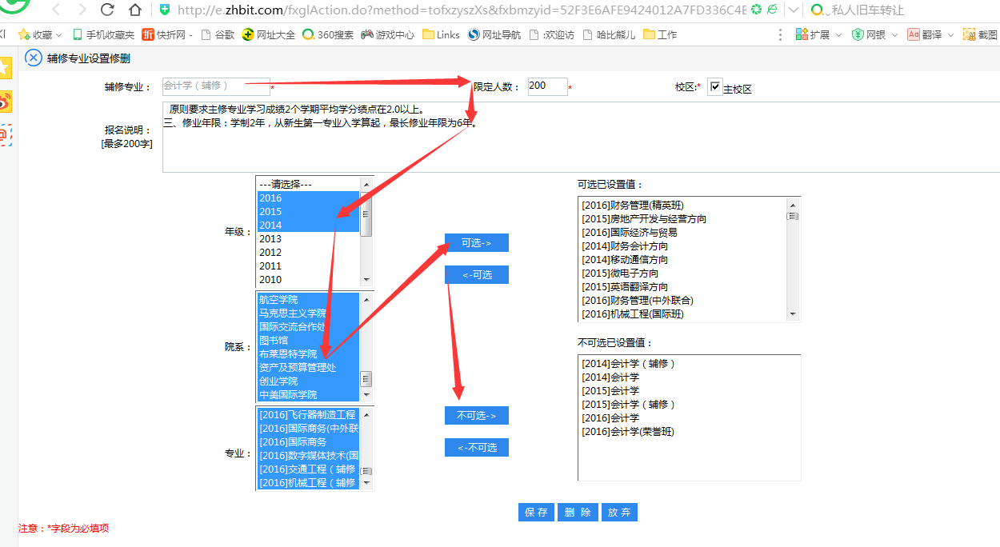 http://e.zhbit.com/fxglAction.do?method=tofxzyszXs&fxbmzyid=52F3E6AFE9424012A7FD336C4E
私人旧车转让
收藏 手机收藏夹 折 快折网 - 谷歌 网址大全 360搜索 游戏中心 Links 网址导航 :欢迎访 哈比熊儿 工作 扩展 网银 Aa 翻译 截图
辅修专业设置修删
辅修专业： 会计学（辅修） * 限定人数： 200 * 校区:* 主校区
原则要求主修专业学习成绩2个学期平均学分绩点在2.0以上。
三、修业年限：学制2年，从新生第一专业入学算起，最长修业年限为6年。
报名说明：
[最多200字]
年级：
---请选择---
2016
2015
2014
2013
2012
2011
2010
院系：
航空学院
马克思主义学院
国际交流合作处
图书馆
布莱恩特学院
资产及预算管理处
创业学院
中美国际学院
专业：
[2016]飞行器制造工程
[2016]国际商务(中外联
[2016]国际商务
[2016]数字媒体技术(国
[2016]交通工程（辅修
[2016]机械工程（辅修
可选->
<-可选
不可选->
<-不可选
可选已设置值：
[2016]财务管理(精英班)
[2015]房地产开发与经营方向
[2016]国际经济与贸易
[2014]财务会计方向
[2014]移动通信方向
[2015]微电子方向
[2015]英语翻译方向
[2016]财务管理(中外联合)
[2016]机械工程(国际班)
不可选已设置值：
[2014]会计学（辅修）
[2014]会计学
[2015]会计学
[2015]会计学（辅修）
[2016]会计学
[2016]会计学(荣誉班)
保 存 删 除 放 弃
注意：*字段为必填项